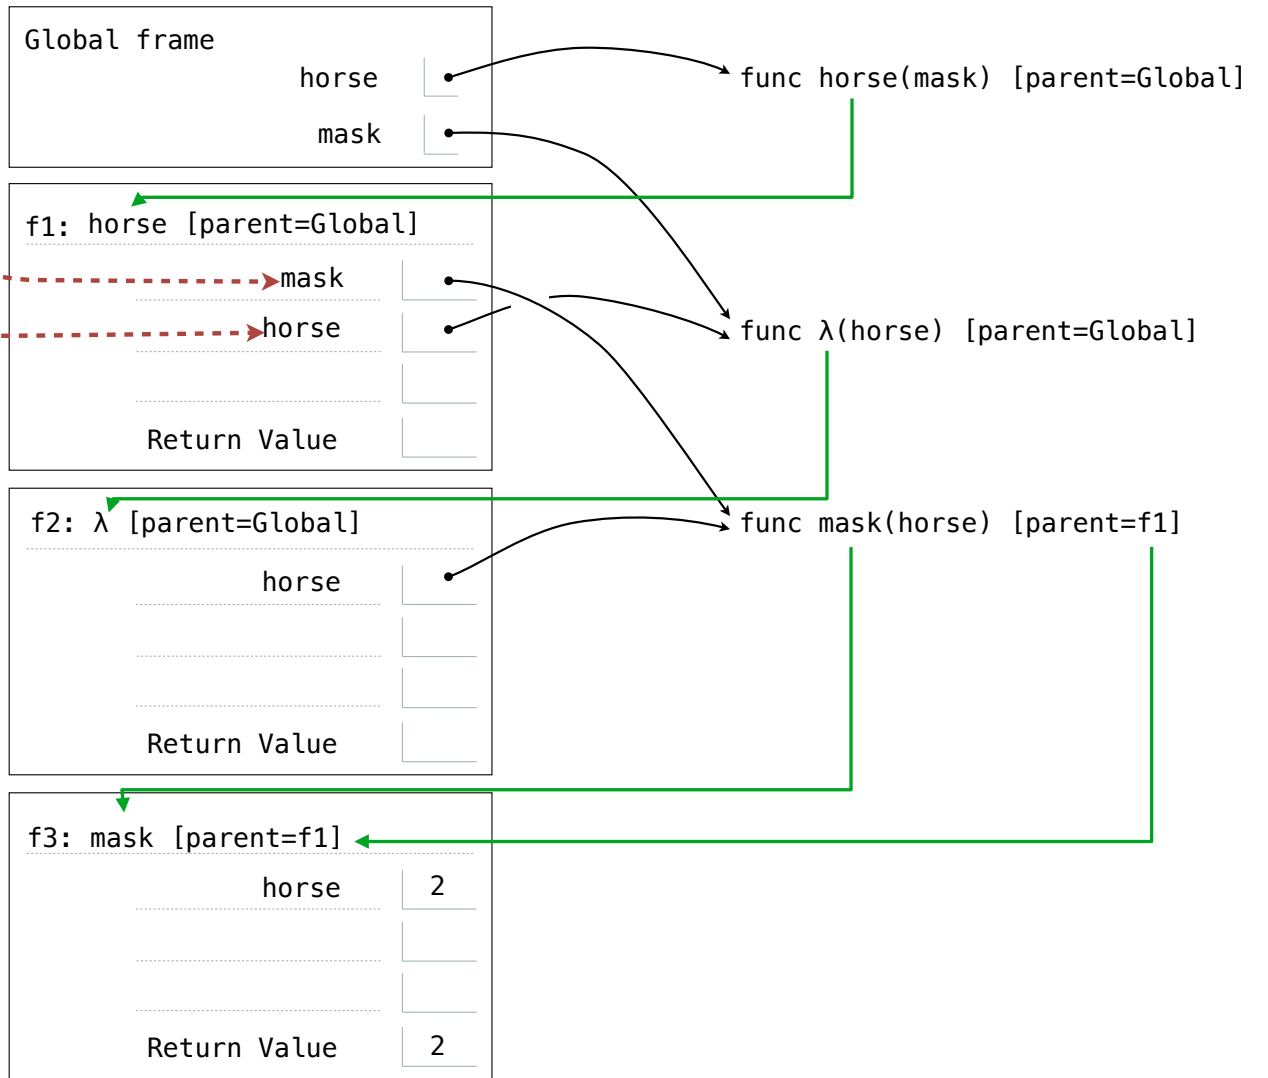 Global frame
horse
func horse(mask) [parent=Global]
mask
f1: horse [parent=Global]
mask
horse
func λ(horse) [parent=Global]
Return Value
f2: λ [parent=Global]
func mask(horse) [parent=f1]
horse
Return Value
f3: mask [parent=f1]
horse 2
Return Value 2